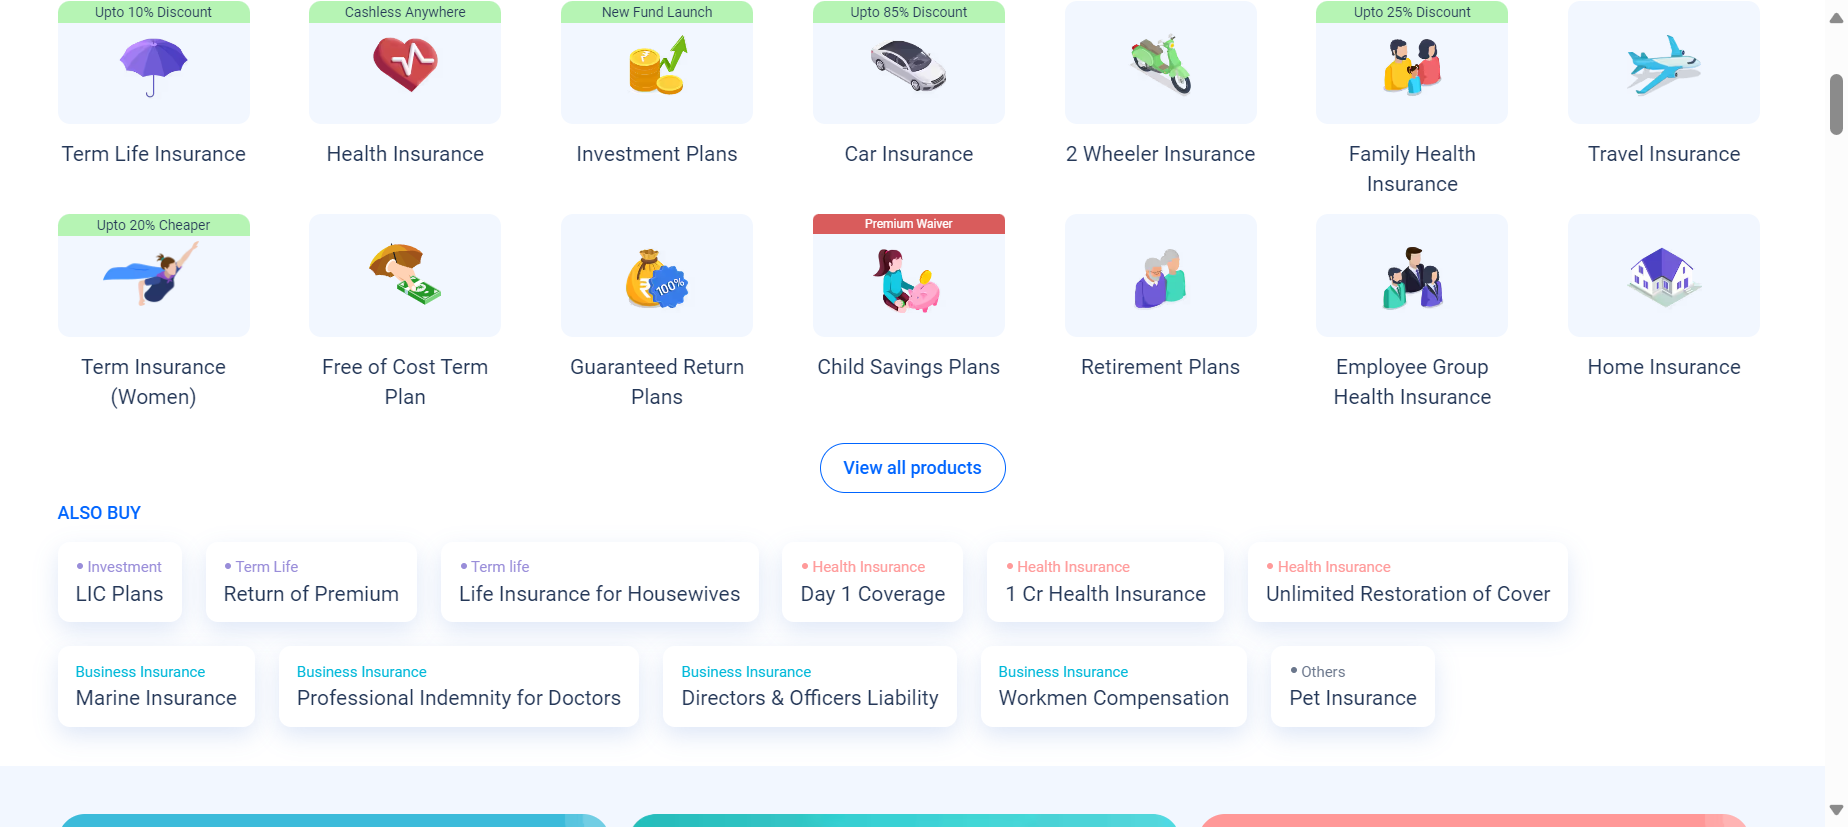 Upto 10% Discount
Cashless Anywhere
New Fund Launch
Upto 85% Discount
Upto 25% Discount
Term Life Insurance
Health Insurance
Investment Plans
Car Insurance
2 Wheeler Insurance
Family Health
Insurance
Travel Insurance
Upto 20% Cheaper
Premium Waiver
100%
Term Insurance
(Women)
Free of Cost Term
Plan
Guaranteed Return
Plans
Child Savings Plans
Retirement Plans
Employee Group
Health Insurance
Home Insurance
View all products
ALSO BUY
• Investment
LIC Plans
• Term Life
Return of Premium
• Term life
Life Insurance for Housewives
• Health Insurance
Day 1 Coverage
• Health Insurance
1 Cr Health Insurance
• Health Insurance
Unlimited Restoration of Cover
Business Insurance
Marine Insurance
Business Insurance
Professional Indemnity for Doctors
Business Insurance
Directors & Officers Liability
Business Insurance
Workmen Compensation
• Others
Pet Insurance